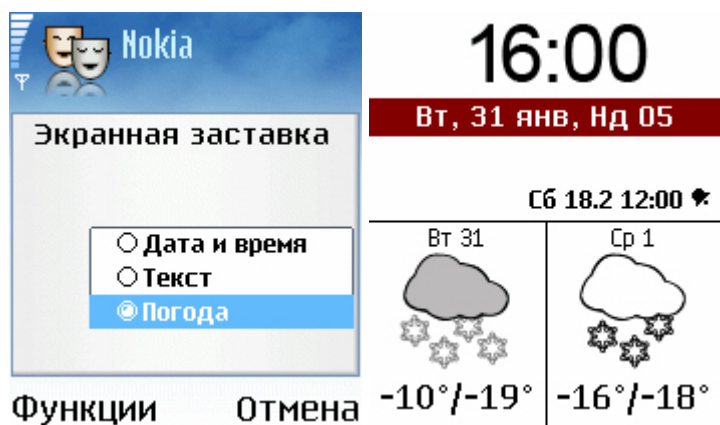 Nokia
Экранная заставка
Дата и время
Текст
Погода
Функции
Отмена
16:00
Вт, 31 янв, Нд 05
Сб 18.2 12:00
Вт 31
Ср 1
-10°/-19°
-16°/-18°